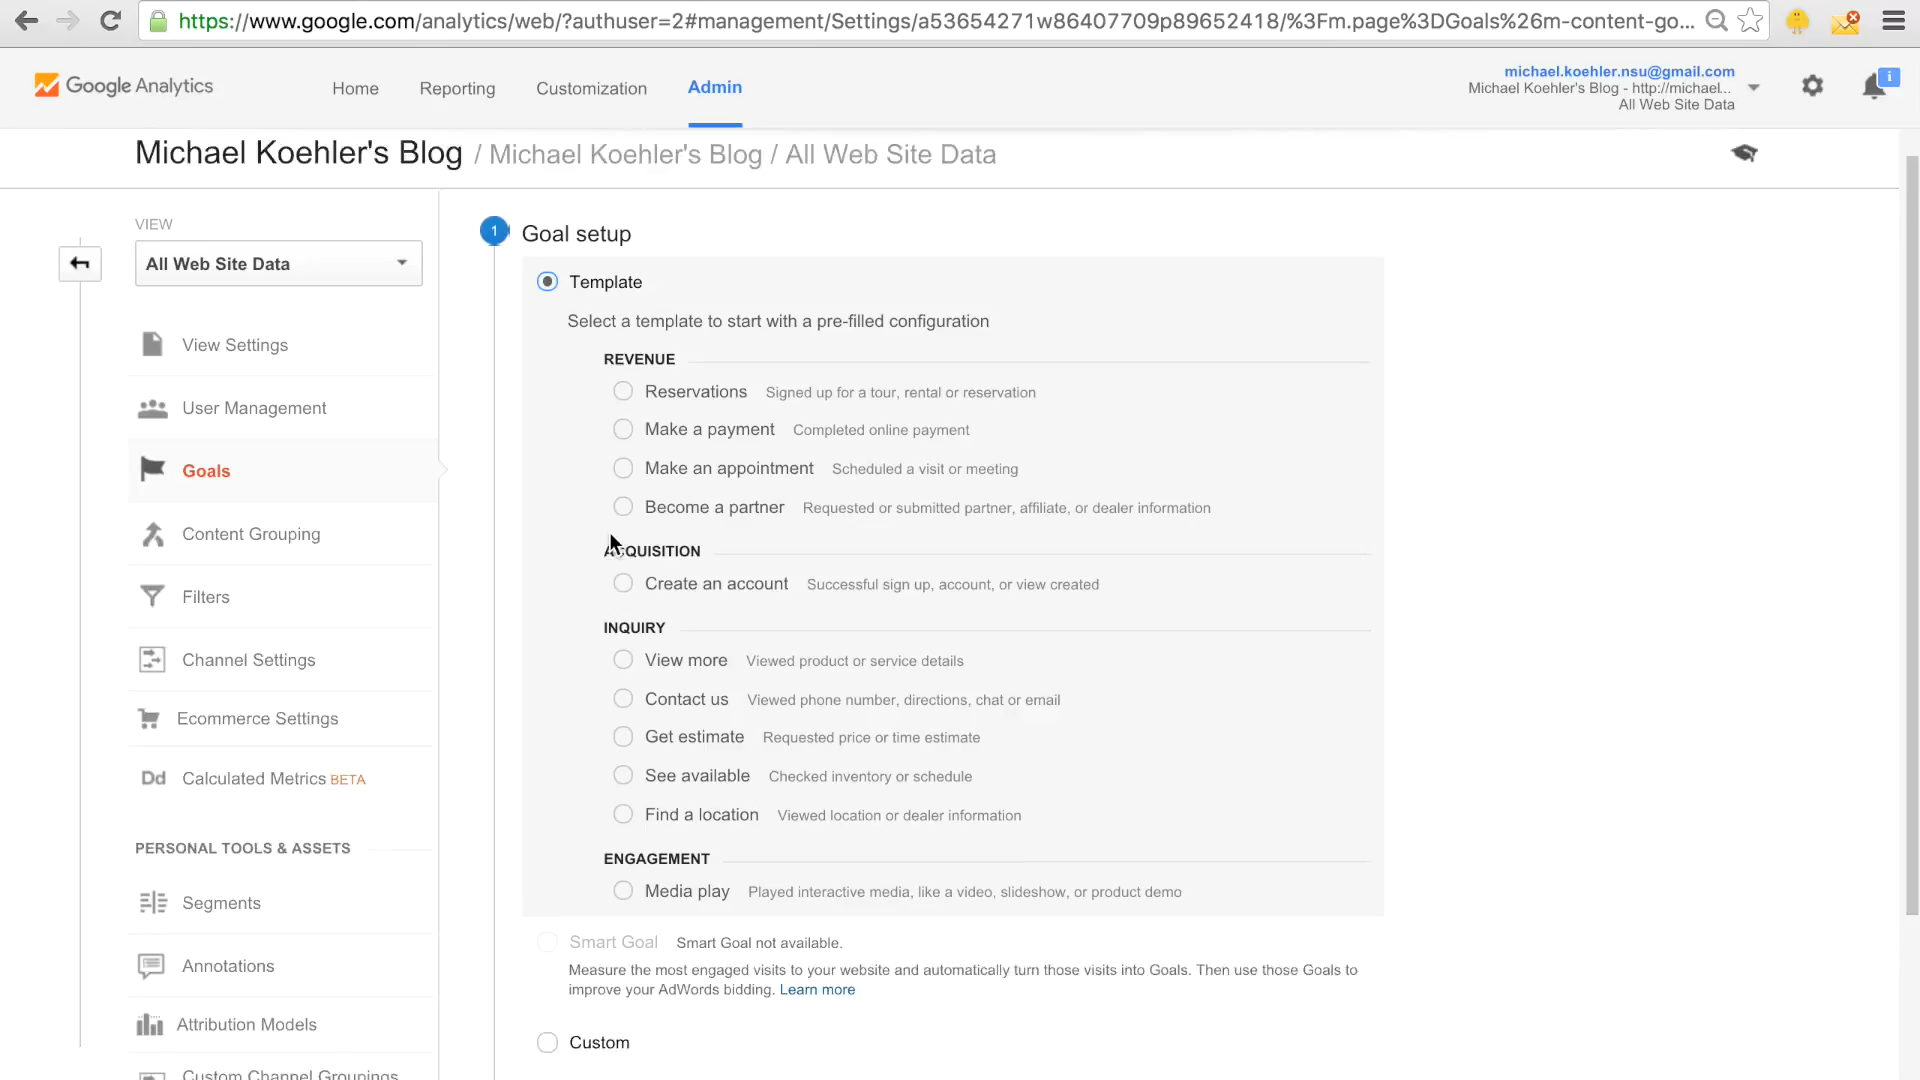 https://www.google.com/analytics/web/?authuser=2#management/Settings/a53654271w86407709p89652418/%3Fm.page%3DGoals%26m-content-go...
Google Analytics
Home
Reporting
Customization
Admin
michael.koehler.nsu@gmail.com
Michael Koehler's Blog - http://michael...
All Web Site Data
i
Michael Koehler's Blog / Michael Koehler's Blog / All Web Site Data
VIEW
All Web Site Data
View Settings
User Management
Goals
Content Grouping
Filters
Channel Settings
Ecommerce Settings
Dd Calculated Metrics BETA
PERSONAL TOOLS & ASSETS
Segments
Annotations
Attribution Models
Custom Channel Groupings
1 Goal setup
Template
Select a template to start with a pre-filled configuration
REVENUE
Reservations Signed up for a tour, rental or reservation
Make a payment Completed online payment
Make an appointment Scheduled a visit or meeting
Become a partner Requested or submitted partner, affiliate, or dealer information
ACQUISITION
Create an account Successful sign up, account, or view created
INQUIRY
View more Viewed product or service details
Contact us Viewed phone number, directions, chat or email
Get estimate Requested price or time estimate
See available Checked inventory or schedule
Find a location Viewed location or dealer information
ENGAGEMENT
Media play Played interactive media, like a video, slideshow, or product demo
Smart Goal Smart Goal not available.
Measure the most engaged visits to your website and automatically turn those visits into Goals. Then use those Goals to
improve your AdWords bidding. Learn more
Custom